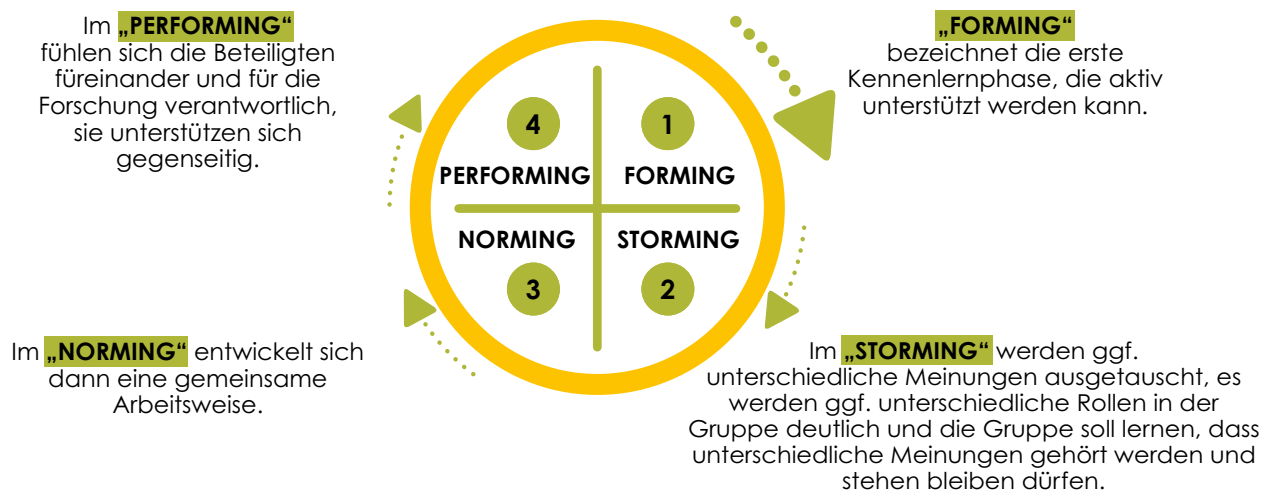 Im „PERFORMING“
fühlen sich die Beteiligten
füreinander und für die
Forschung verantwortlich,
sie unterstützen sich
gegenseitig.
„FORMING“
bezeichnet die erste
Kennenlernphase, die aktiv
unterstützt werden kann.
4
1
PERFORMING
FORMING
NORMING
STORMING
3
2
Im „NORMING“ entwickelt sich
dann eine gemeinsame
Arbeitsweise.
Im „STORMING“ werden ggf.
unterschiedliche Meinungen ausgetauscht, es
werden ggf. unterschiedliche Rollen in der
Gruppe deutlich und die Gruppe soll lernen, dass
unterschiedliche Meinungen gehört werden und
stehen bleiben dürfen.